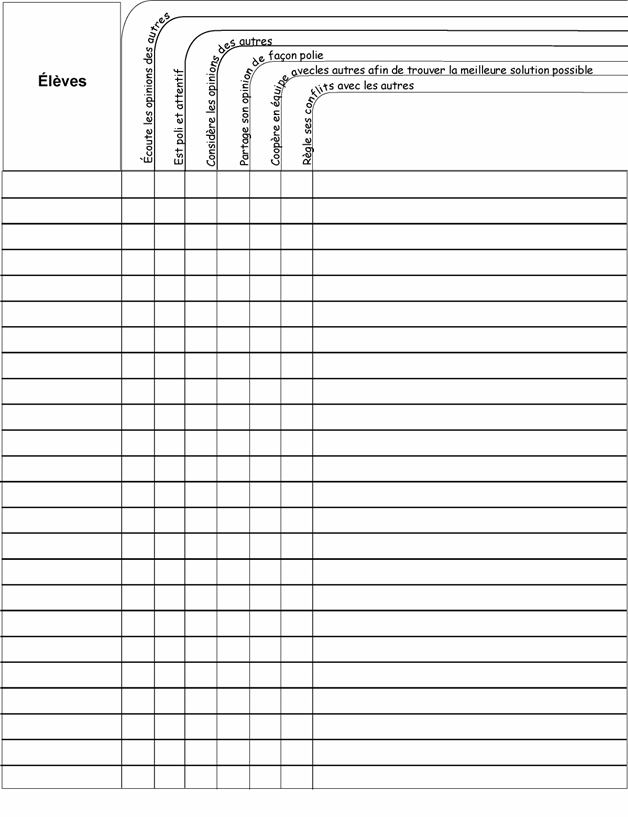 Élèves
Écoute les opinions des autres
Est poli et attentif
Considère les opinions des autres
Partage son opinion de façon polie
Coopère en équipe avecles autres afin de trouver la meilleure solution possible
Règle ses conflits avec les autres